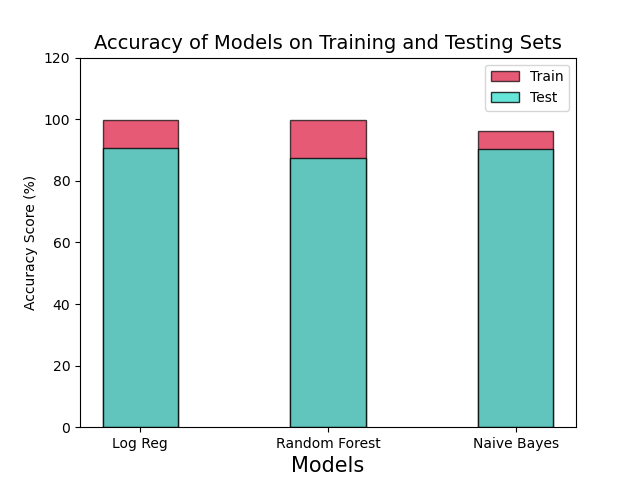 Accuracy of Models on Training and Testing Sets
120
100
80
60
40
20
0
Accuracy Score (%)
Train
Test
Log Reg Random Forest Naive Bayes
Models